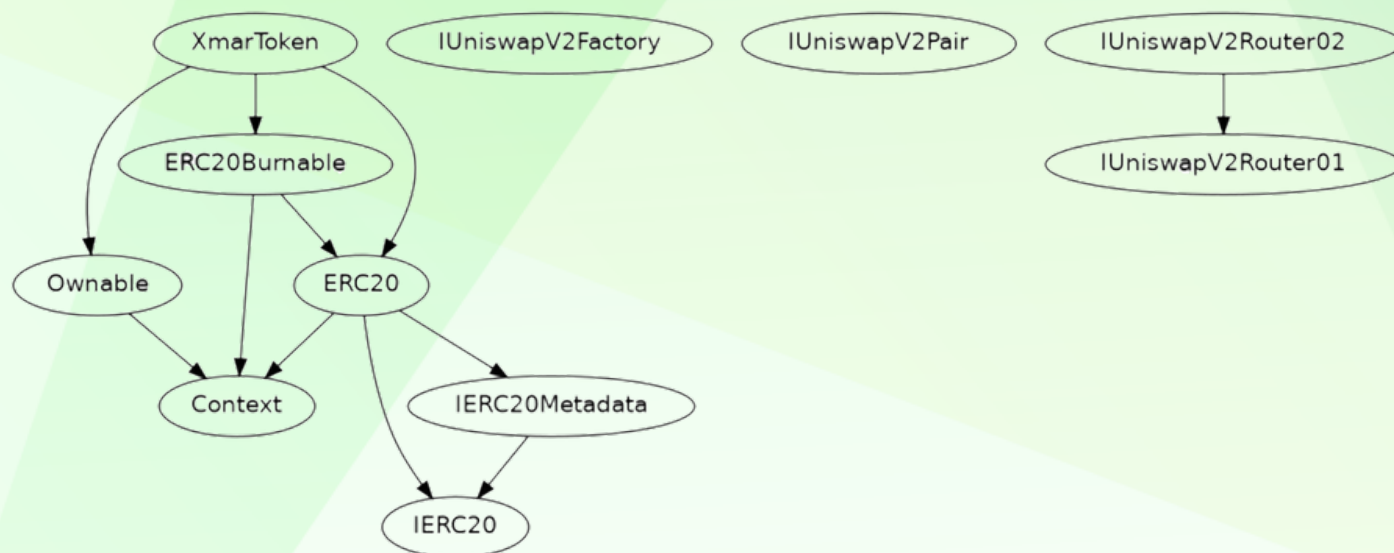 XmarToken IUniswapV2Factory IUniswapV2Pair IUniswapV2Router02
ERC20Burnable IUniswapV2Router01
Ownable ERC20
Context IERC20Metadata
IERC20